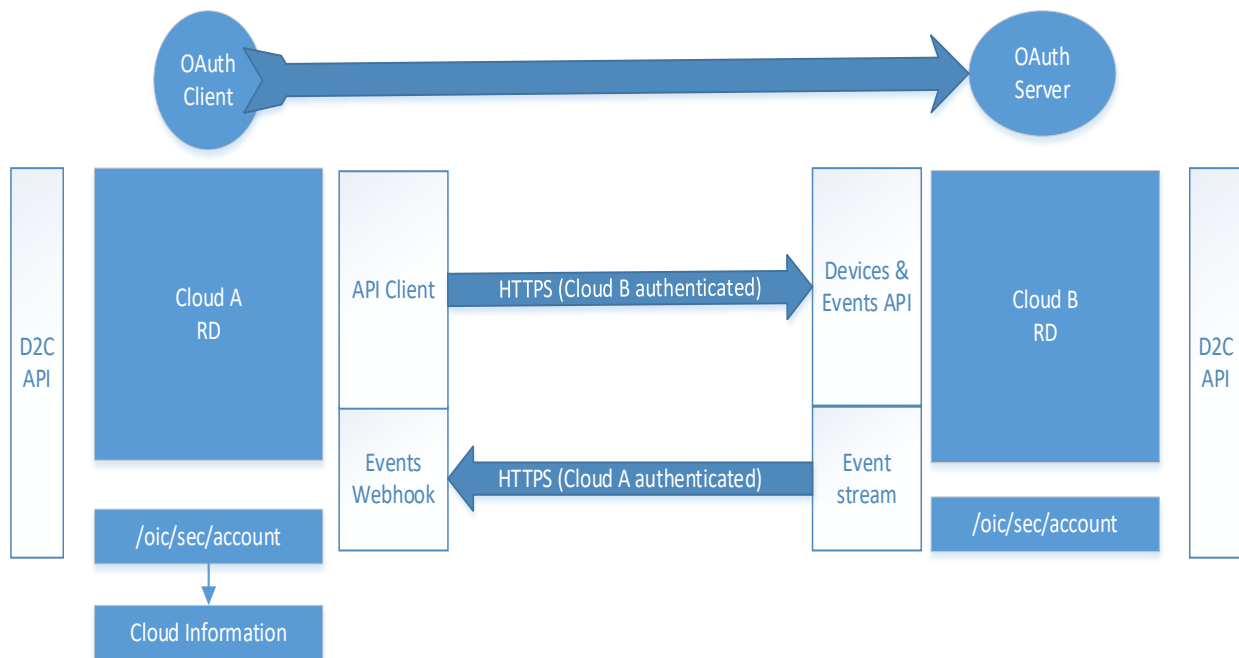 OAuth
Client
OAuth
Server
D2C
API
Cloud A
RD
API Client
HTTPS (Cloud B authenticated)
Devices &
Events API
Cloud B
RD
D2C
API
Events
Webhook
HTTPS (Cloud A authenticated)
Event
stream
/oic/sec/account
/oic/sec/account
Cloud Information